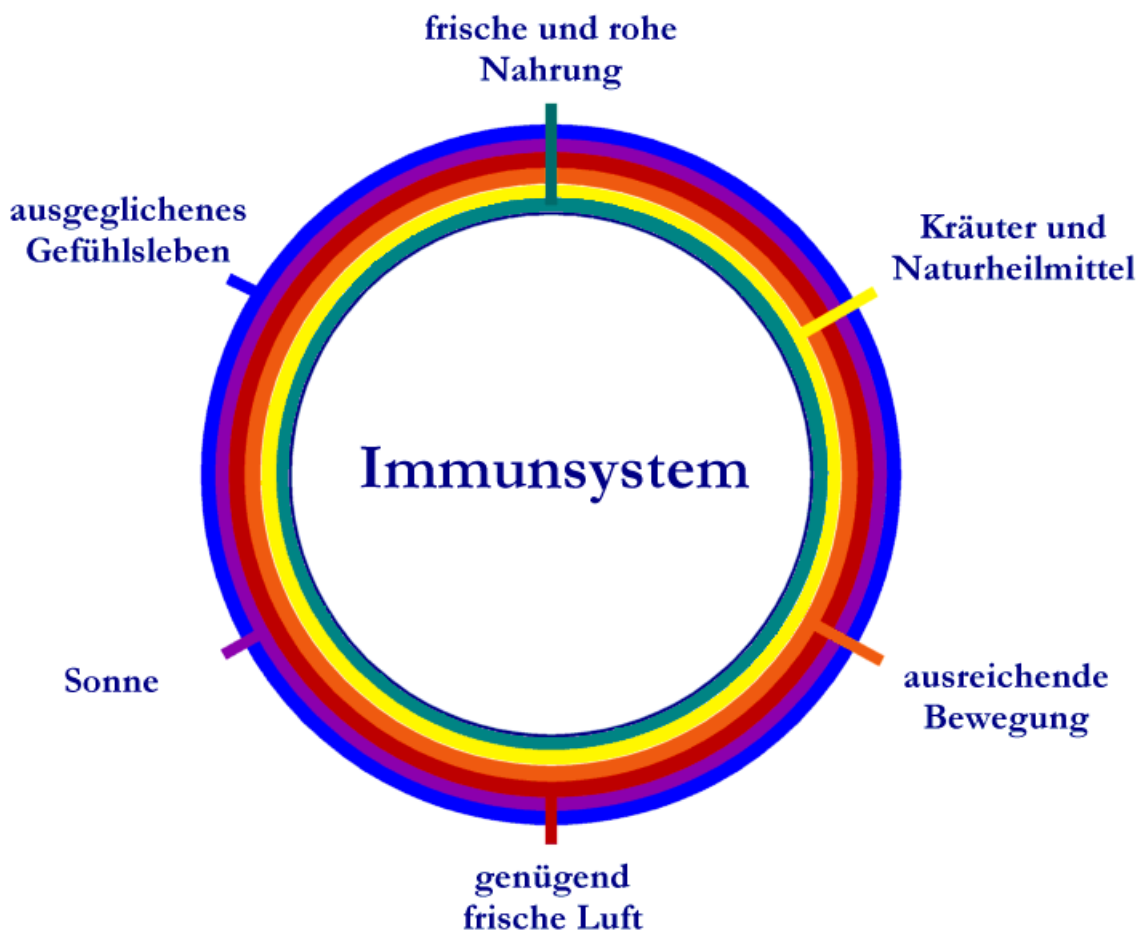 frische und rohe
Nahrung
ausgeglichenes
Gefühlsleben
Kräuter und
Naturheilmittel
Immunsystem
Sonne
ausreichende
Bewegung
genügend
frische Luft